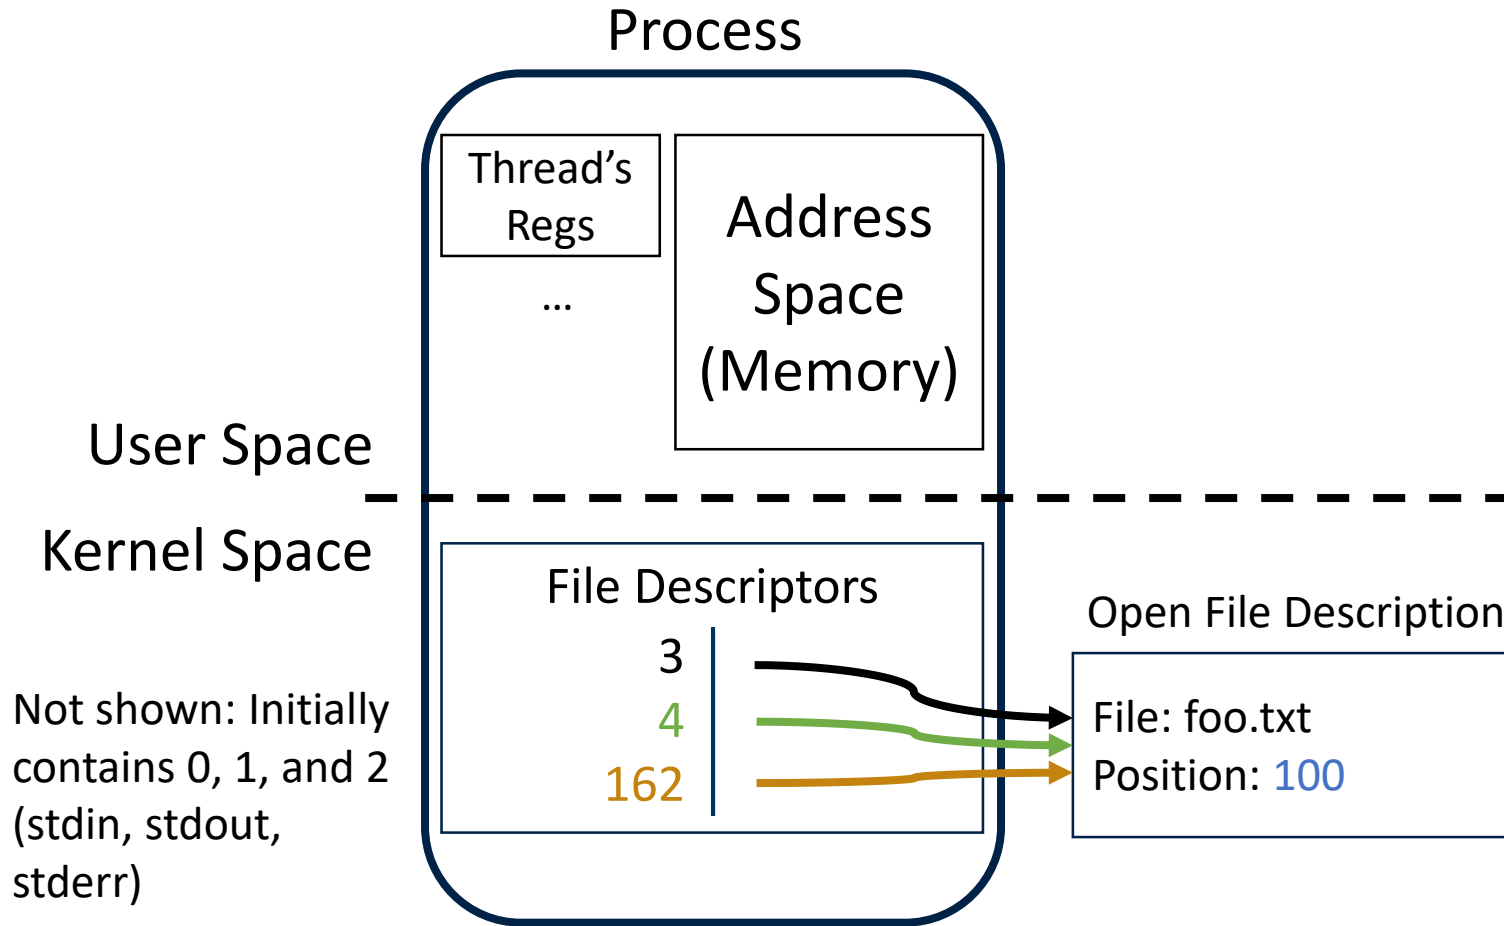 Process
Thread’s
Regs
...
Address
Space
(Memory)
User Space
Kernel Space
File Descriptors
3
4
162
Not shown: Initially
contains 0, 1, and 2
(stdin, stdout,
stderr)
Open File Description
File: foo.txt
Position: 100